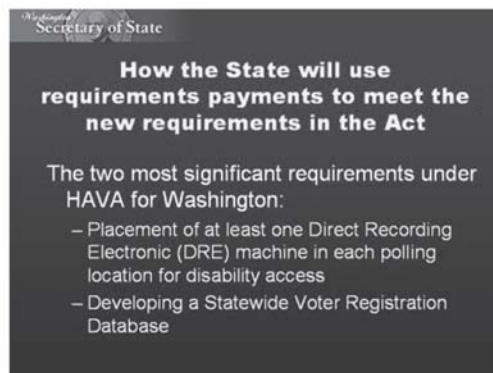 Washington
Secretary of State
How the State will use
requirements payments to meet the
new requirements in the Act
The two most significant requirements under
HAVA for Washington:
– Placement of at least one Direct Recording
Electronic (DRE) machine in each polling
location for disability access
– Developing a Statewide Voter Registration
Database